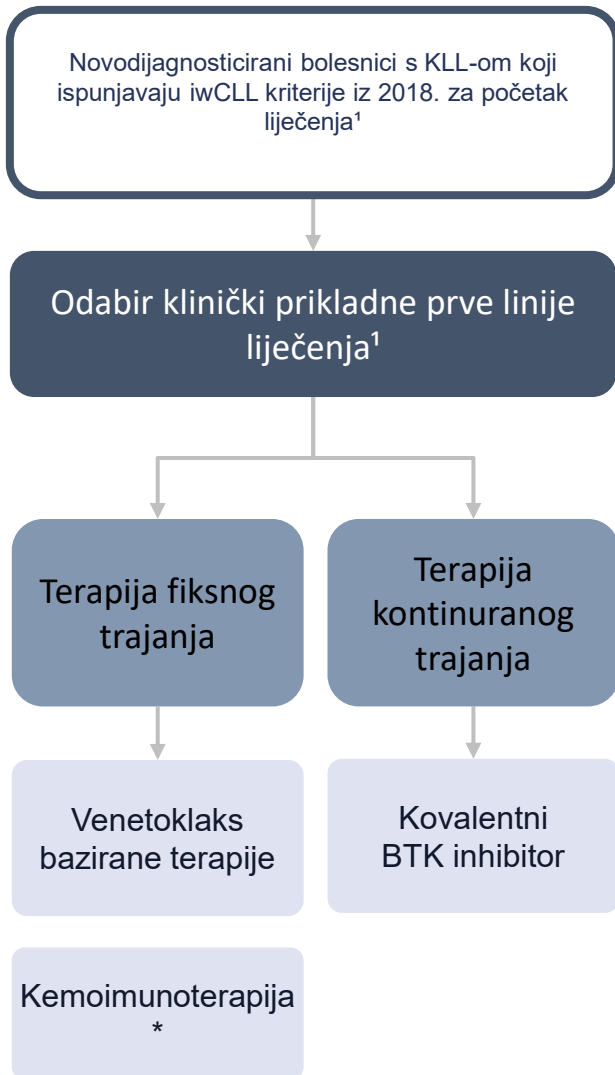 Novodijagnosticirani bolesnici s KLL-om koji
ispunjavaju iwCLL kriterije iz 2018. za početak
liječenja¹
Odabir klinički prikladne prve linije
liječenja¹
Terapija fiksnog
trajanja
Terapija
kontinuranog
trajanja
Venetoklaks
bazirane terapije
Kovalentni
BTK inhibitor
Kemoimunoterapija
*